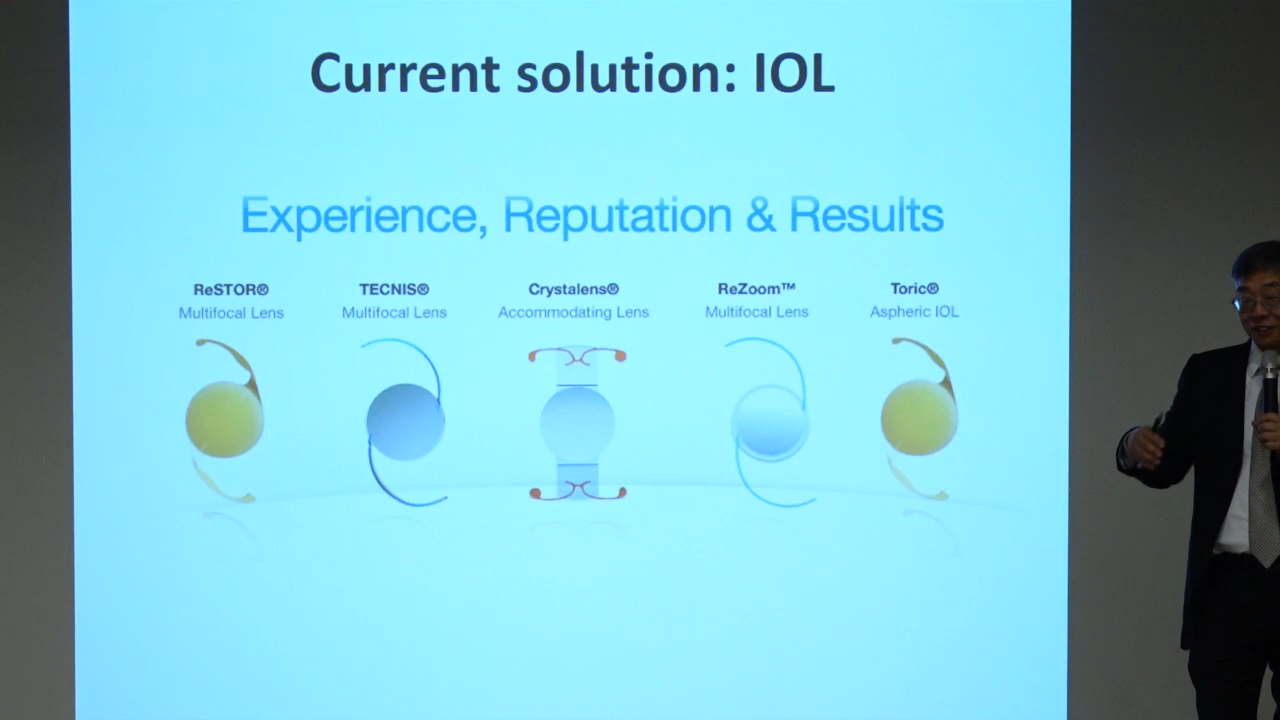 Current solution: IOL
Experience, Reputation & Results
ReSTOR®
Multifocal Lens
TECNIS®
Multifocal Lens
Crystalens®
Accommodating Lens
ReZoom™
Multifocal Lens
Toric®
Aspheric IOL